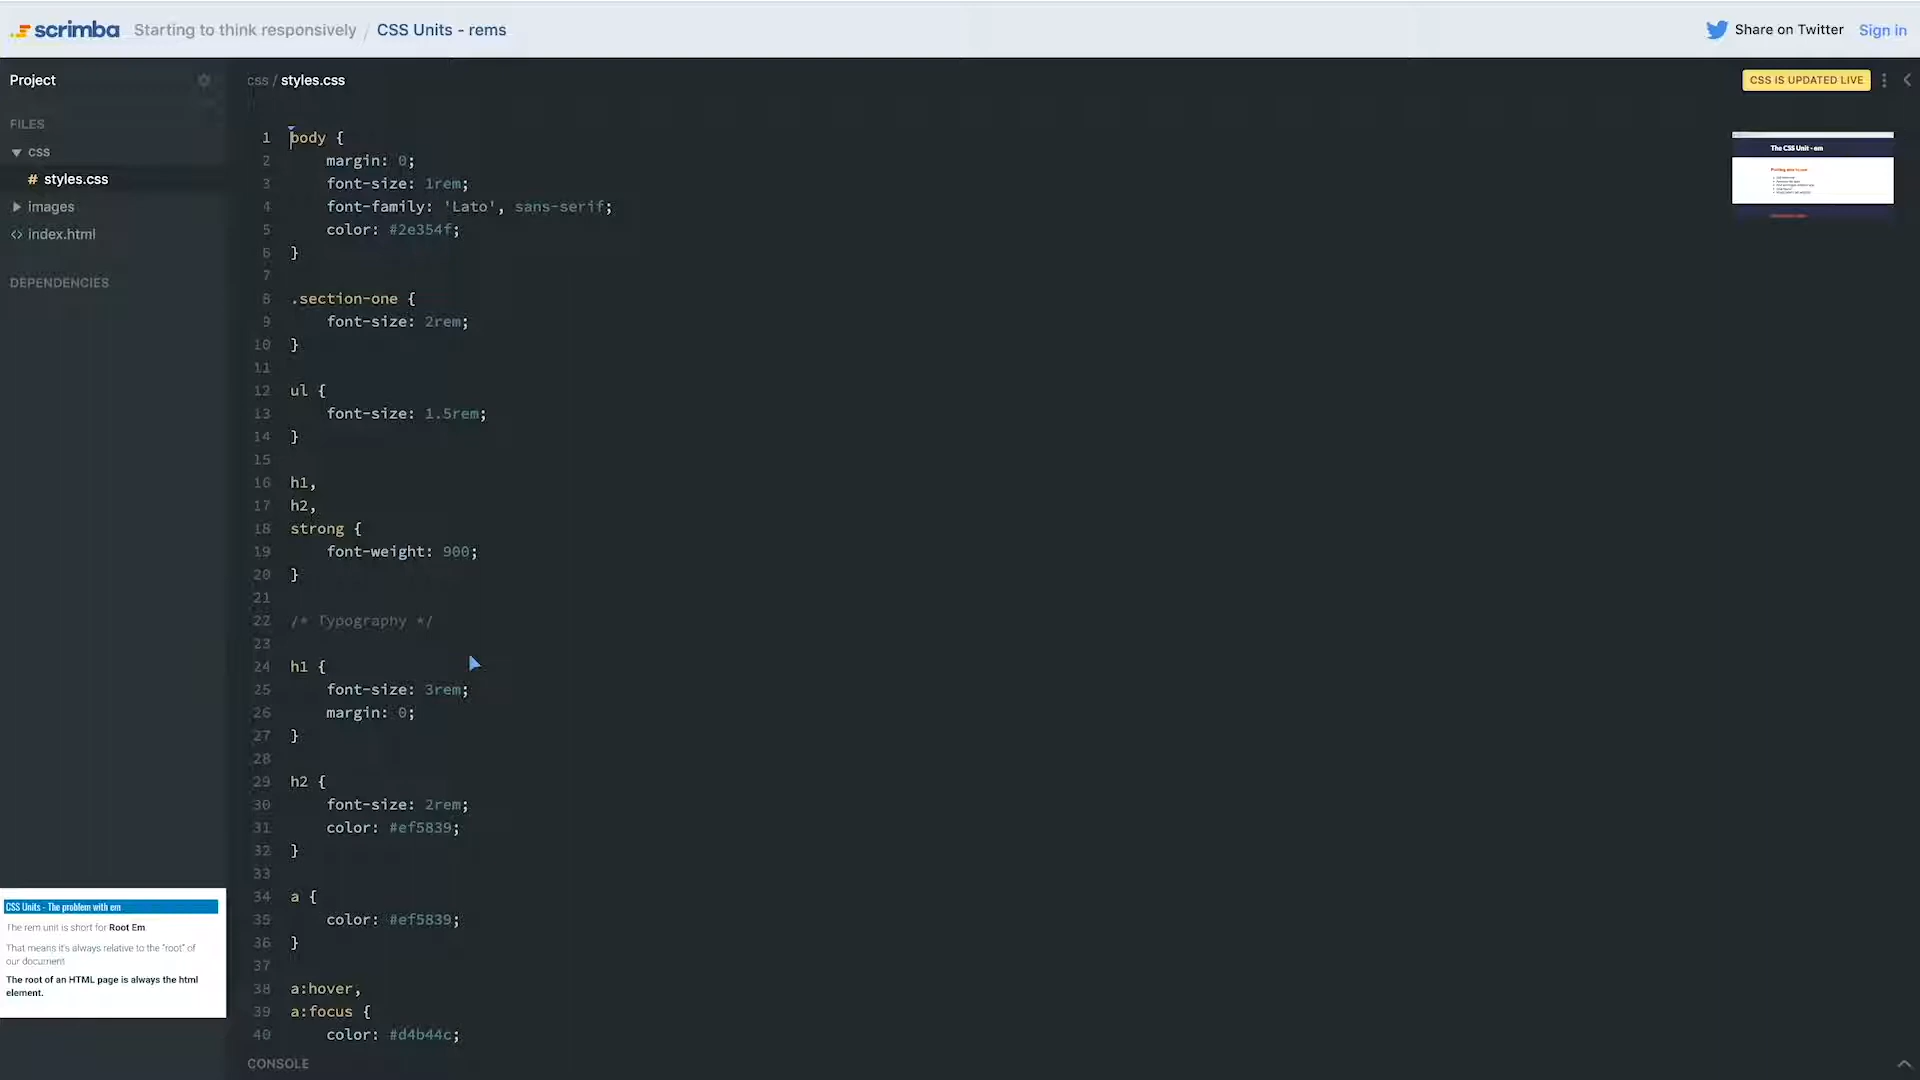 scrimba Starting to think responsively / CSS Units - rems
Share on Twitter Sign in
Project
FILES
css
# styles.css
images
<> index.html
DEPENDENCIES
css / styles.css
CSS IS UPDATED LIVE
1 body {
2 margin: 0;
3 font-size: 1rem;
4 font-family: 'Lato', sans-serif;
5 color: #2e354f;
6 }
7
8 .section-one {
9 font-size: 2rem;
10 }
11
12 ul {
13 font-size: 1.5rem;
14 }
15
16 h1,
17 h2,
18 strong {
19 font-weight: 900;
20 }
21
22 /* Typography */
23
24 h1 {
25 font-size: 3rem;
26 margin: 0;
27 }
28
29 h2 {
30 font-size: 2rem;
31 color: #ef5839;
32 }
33
34 a {
35 color: #ef5839;
36 }
37
38 a:hover,
39 a:focus {
40 color: #d4b44c;
CONSOLE
The CSS Unit - em
CSS Units - The problem with em
The rem unit is short for Root Em
That means it's always relative to the "root" of
our document
The root of an HTML page is always the html
element.